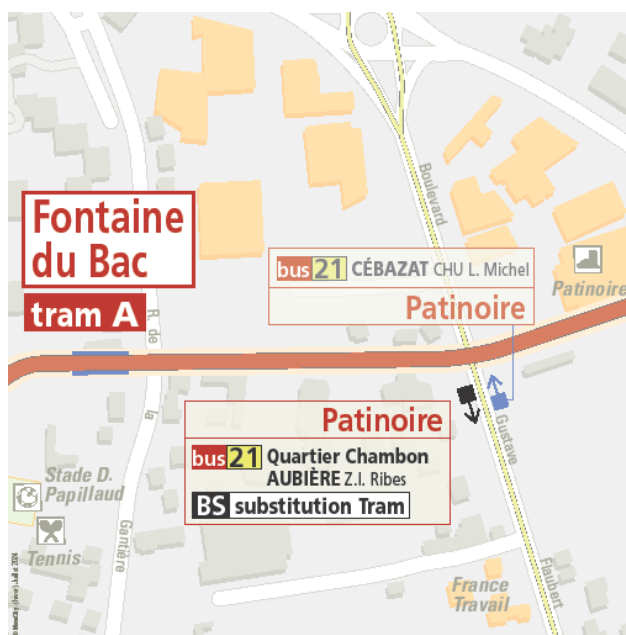 Fontaine
du Bac
tram A
bus 21 CÉBAZAT CHU L. Michel
Patinoire
Patinoire
Boulevard
Gustave
Flaubert
R. de
la
Gantière
Patinoire
bus 21 Quartier Chambon
AUBIÈRE Z.I. Ribes
BS substitution Tram
Stade D.
Papillaud
Tennis
France
Travail